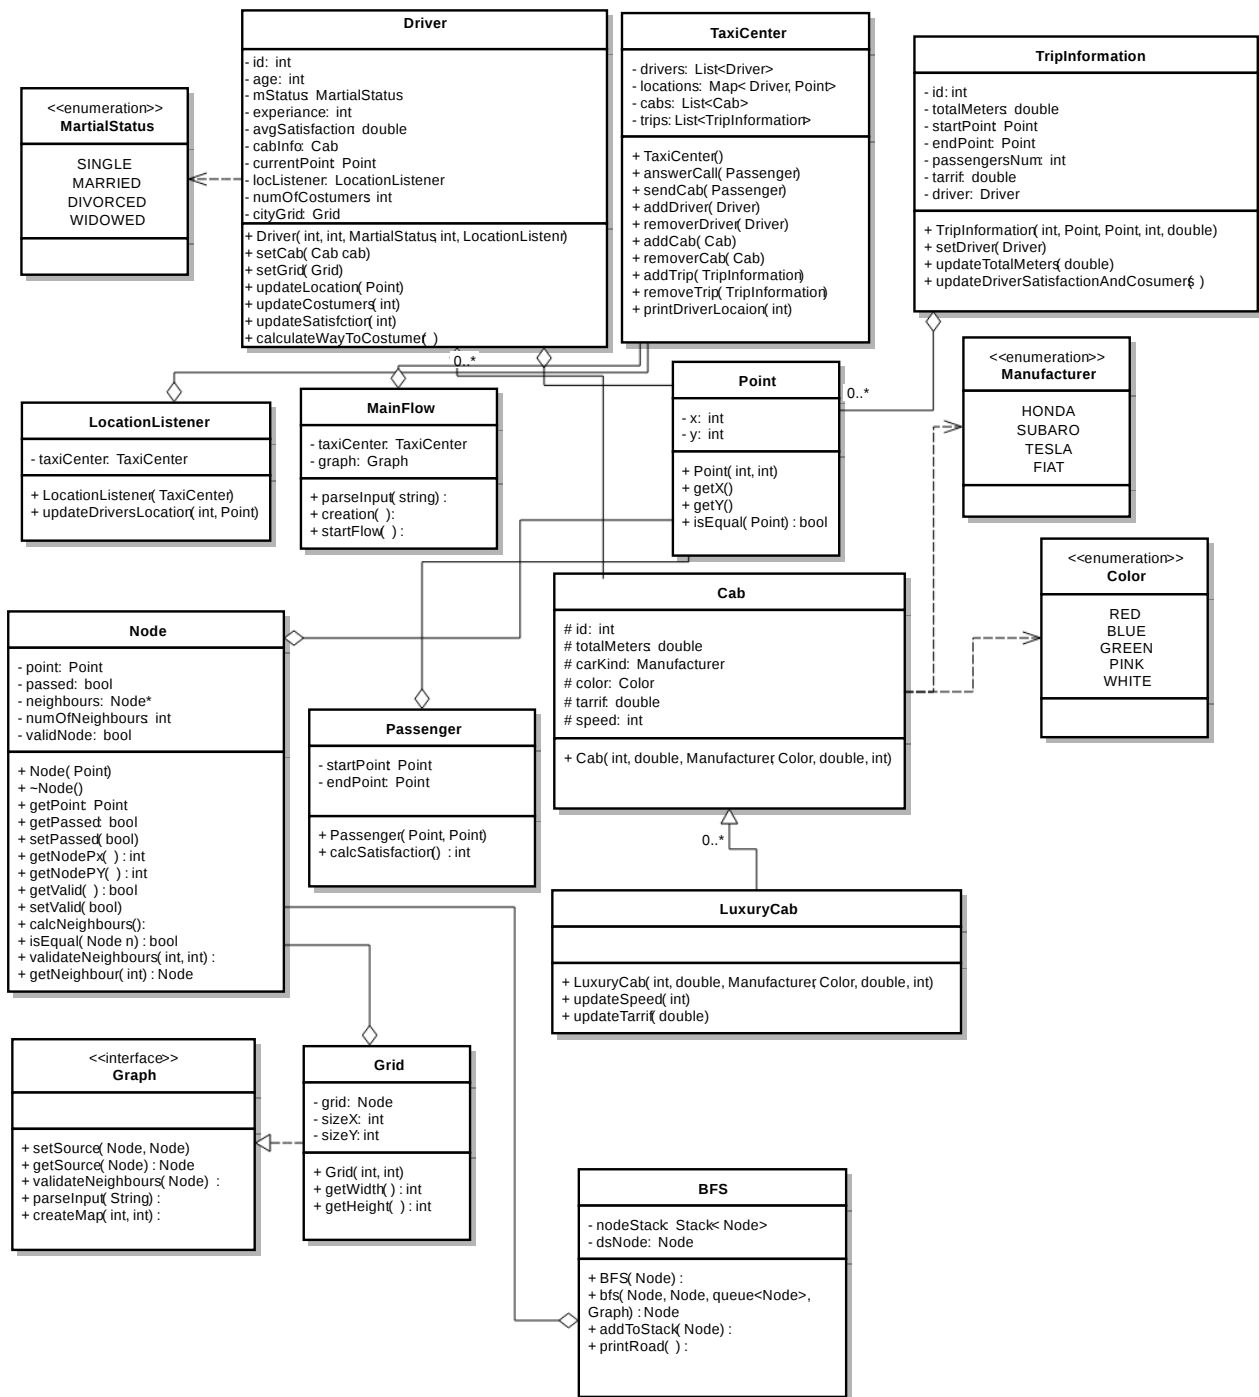 Driver
- id: int
- age: int
- mStatus: MartialStatus
- experiance: int
- avgSatisfaction: double
- cabInfo: Cab
- currentPoint: Point
- locListener: LocationListener
- numOfCostumers: int
- cityGrid: Grid
+ Driver( int, int, MartialStatus, int, LocationListenr)
+ setCab( Cab cab)
+ setGrid( Grid)
+ updateLocation( Point)
+ updateCostumers( int)
+ updateSatisfction( int)
+ calculateWayToCostumer( )
TaxiCenter
- drivers: List<Driver>
- locations: Map< Driver, Point>
- cabs: List<Cab>
- trips: List<TripInformation>
+ TaxiCenter()
+ answerCall( Passenger)
+ sendCab( Passenger)
+ addDriver( Driver)
+ removerDriver( Driver)
+ addCab( Cab)
+ removerCab( Cab)
+ addTrip( TripInformation)
+ removeTrip( TripInformation)
+ printDriverLocaion( int)
TripInformation
- id: int
- totalMeters: double
- startPoint: Point
- endPoint: Point
- passengersNum: int
- tarrif: double
- driver: Driver
+ TripInformation( int, Point, Point, int, double)
+ setDriver( Driver)
+ updateTotalMeters( double)
+ updateDriverSatisfactionAndCosumers( )
<<enumeration>>
MartialStatus
SINGLE
MARRIED
DIVORCED
WIDOWED
0..*
0..*
LocationListener
- taxiCenter: TaxiCenter
+ LocationListener( TaxiCenter)
+ updateDriversLocation( int, Point)
MainFlow
- taxiCenter: TaxiCenter
- graph: Graph
+ parseInput( string) :
+ creation( ):
+ startFlow( ) :
Point
- x: int
- y: int
+ Point( int, int)
+ getX()
+ getY()
+ isEqual( Point) : bool
<<enumeration>>
Manufacturer
HONDA
SUBARO
TESLA
FIAT
<<enumeration>>
Color
RED
BLUE
GREEN
PINK
WHITE
Cab
# id: int
# totalMeters: double
# carKind: Manufacturer
# color: Color
# tarrif: double
# speed: int
+ Cab( int, double, Manufacturer, Color, double, int)
0..*
Node
- point: Point
- passed: bool
- neighbours: Node*
- numOfNeighbours: int
- validNode: bool
+ Node( Point)
+ ~Node()
+ getPoint: Point
+ getPassed: bool
+ setPassed( bool)
+ getNodePx( ) : int
+ getNodePY( ) : int
+ getValid( ) : bool
+ setValid( bool)
+ calcNeighbours():
+ isEqual( Node n) : bool
+ validateNeighbours( int, int) :
+ getNeighbour( int) : Node
Passenger
- startPoint: Point
- endPoint: Point
+ Passenger( Point, Point)
+ calcSatisfaction() : int
LuxuryCab
+ LuxuryCab( int, double, Manufacturer, Color, double, int)
+ updateSpeed( int)
+ updateTarrif( double)
<<interface>>
Graph
+ setSource( Node, Node)
+ getSource( Node) : Node
+ validateNeighbours( Node) :
+ parseInput( String) :
+ createMap( int, int) :
Grid
- grid: Node
- sizeX: int
- sizeY: int
+ Grid( int, int)
+ getWidth( ) : int
+ getHeight( ) : int
BFS
- nodeStack: Stack< Node>
- dsNode: Node
+ BFS( Node) :
+ bfs( Node, Node, queue<Node>,
Graph) : Node
+ addToStack( Node) :
+ printRoad( ) :